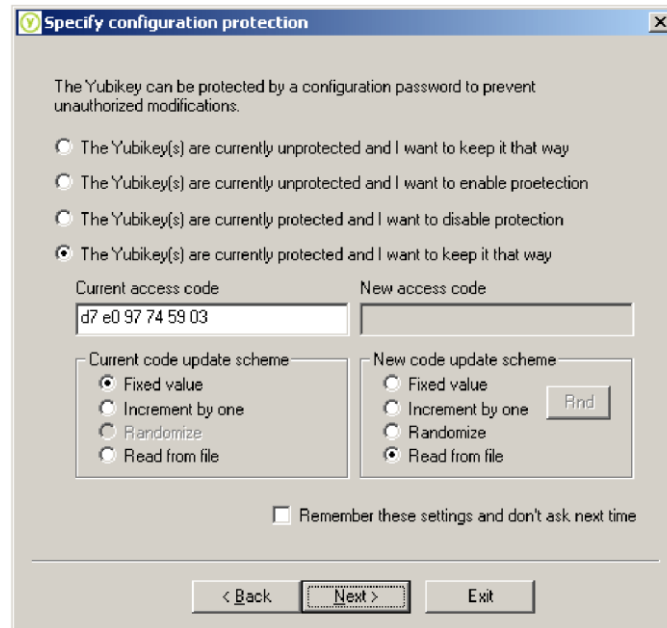 Specify configuration protection
The Yubikey can be protected by a configuration password to prevent
unauthorized modifications.
The Yubikey(s) are currently unprotected and I want to keep it that way
The Yubikey(s) are currently unprotected and I want to enable proetection
The Yubikey(s) are currently protected and I want to disable protection
The Yubikey(s) are currently protected and I want to keep it that way
Current access code
New access code
d7 e0 97 74 59 03
Current code update scheme
Fixed value
Increment by one
Randomize
Read from file
New code update scheme
Fixed value
Increment by one
Rnd
Randomize
Read from file
Remember these settings and don't ask next time
< Back
Next >
Exit